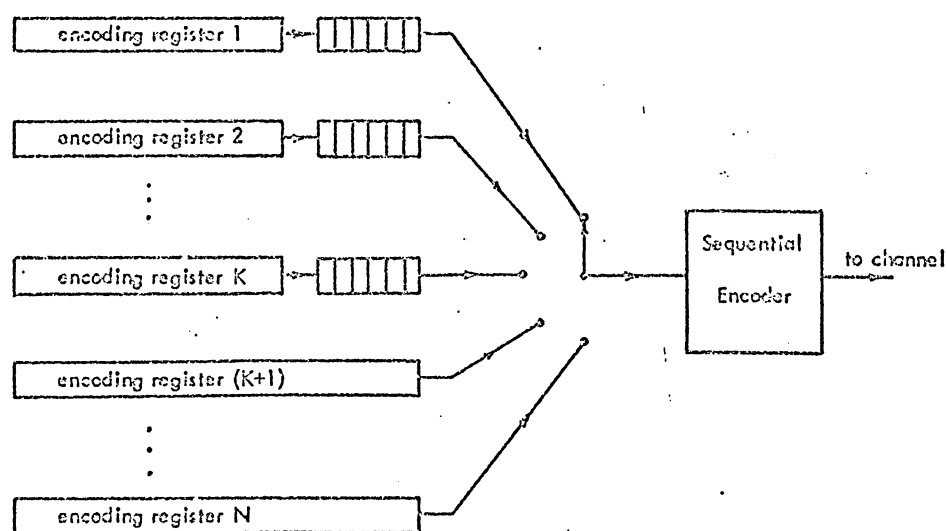 encoding register 1
encoding register 2
encoding register K
encoding register (K+1)
encoding register N
Sequential
Encoder
to channel